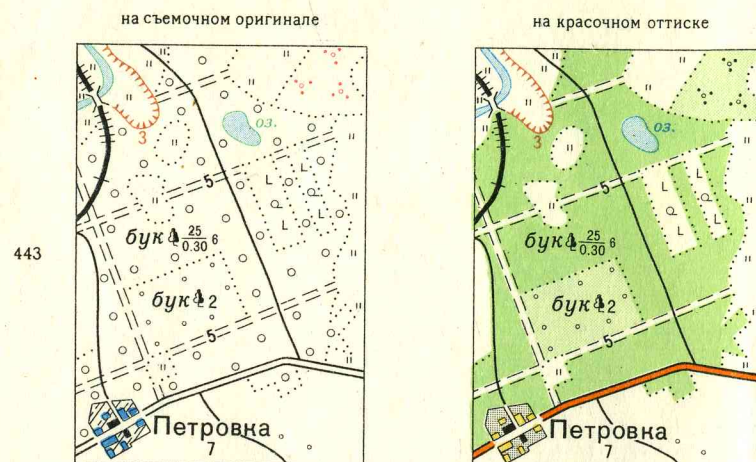 на съемочном оригинале
на красочном оттиске
443
3
оз.
5
бук 25 0.30 6
бук 2
5
Петровка
7
3
оз.
5
бук 25 0.30 6
бук 2
5
Петровка
7